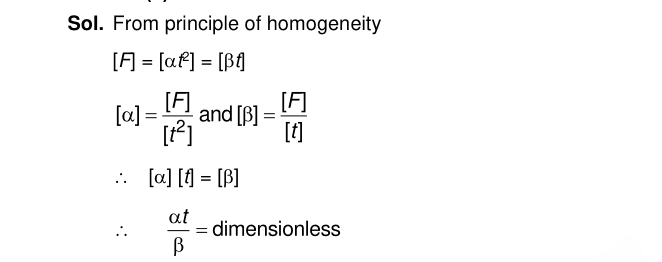 Sol. From principle of homogeneity
[F] = [αt²] = [βt]
[α] = [F]/[t²] and [β] = [F]/[t]
∴ [α] [t] = [β]
∴ αt/β = dimensionless